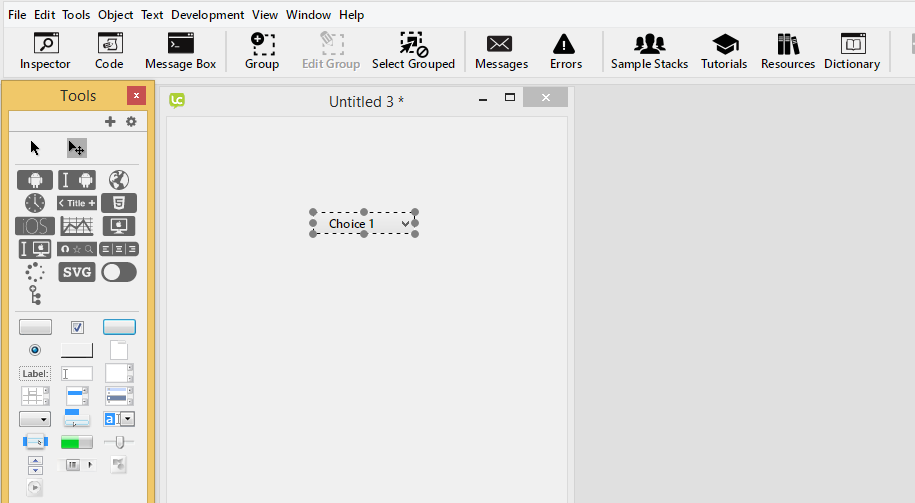 File Edit Tools Object Text Development View Window Help
Inspector Code Message Box Group Edit Group Select Grouped Messages Errors Sample Stacks Tutorials Resources Dictionary
Tools
Untitled 3 *
LC
< Title +
iOS
SVG
Choice 1
Label:
a